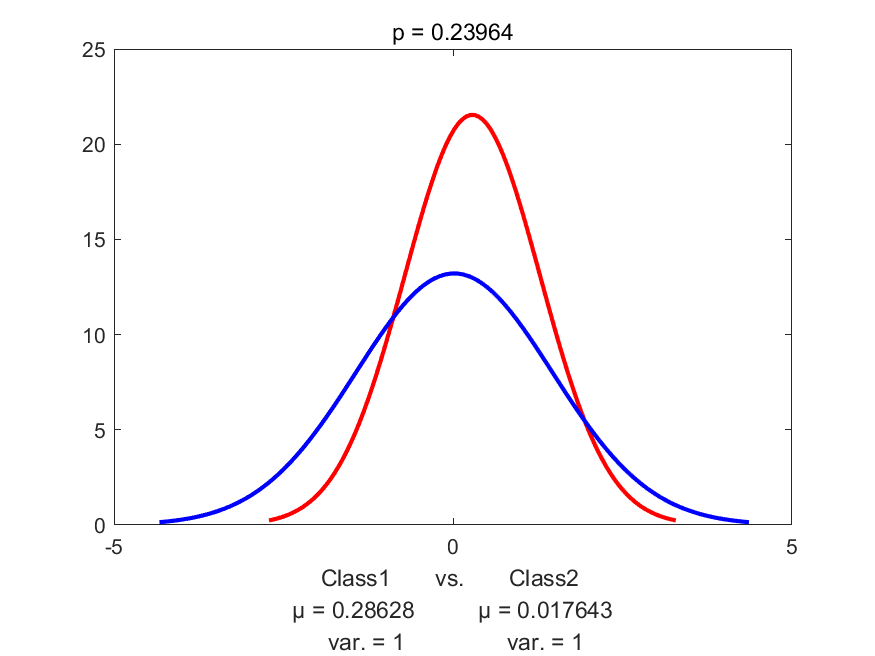 p = 0.23964
25
20
15
10
5
0
-5 0 5
Class1 vs. Class2
μ = 0.28628 μ = 0.017643
var. = 1 var. = 1